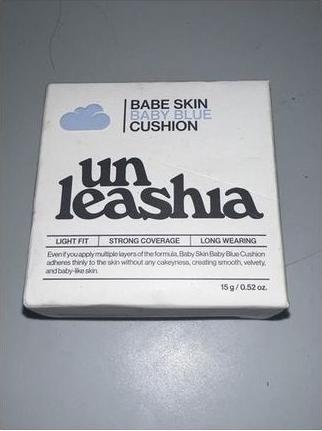 BABE SKIN
BABY BLUE
CUSHION
un
leashia
LIGHT FIT | STRONG COVERAGE | LONG WEARING
Even if you apply multiple layers of the formula, Baby Skin Baby Blue Cushion
adheres thinly to the skin without any cakeyness, creating smooth, velvety,
and baby-like skin.
15 g / 0.52 oz.